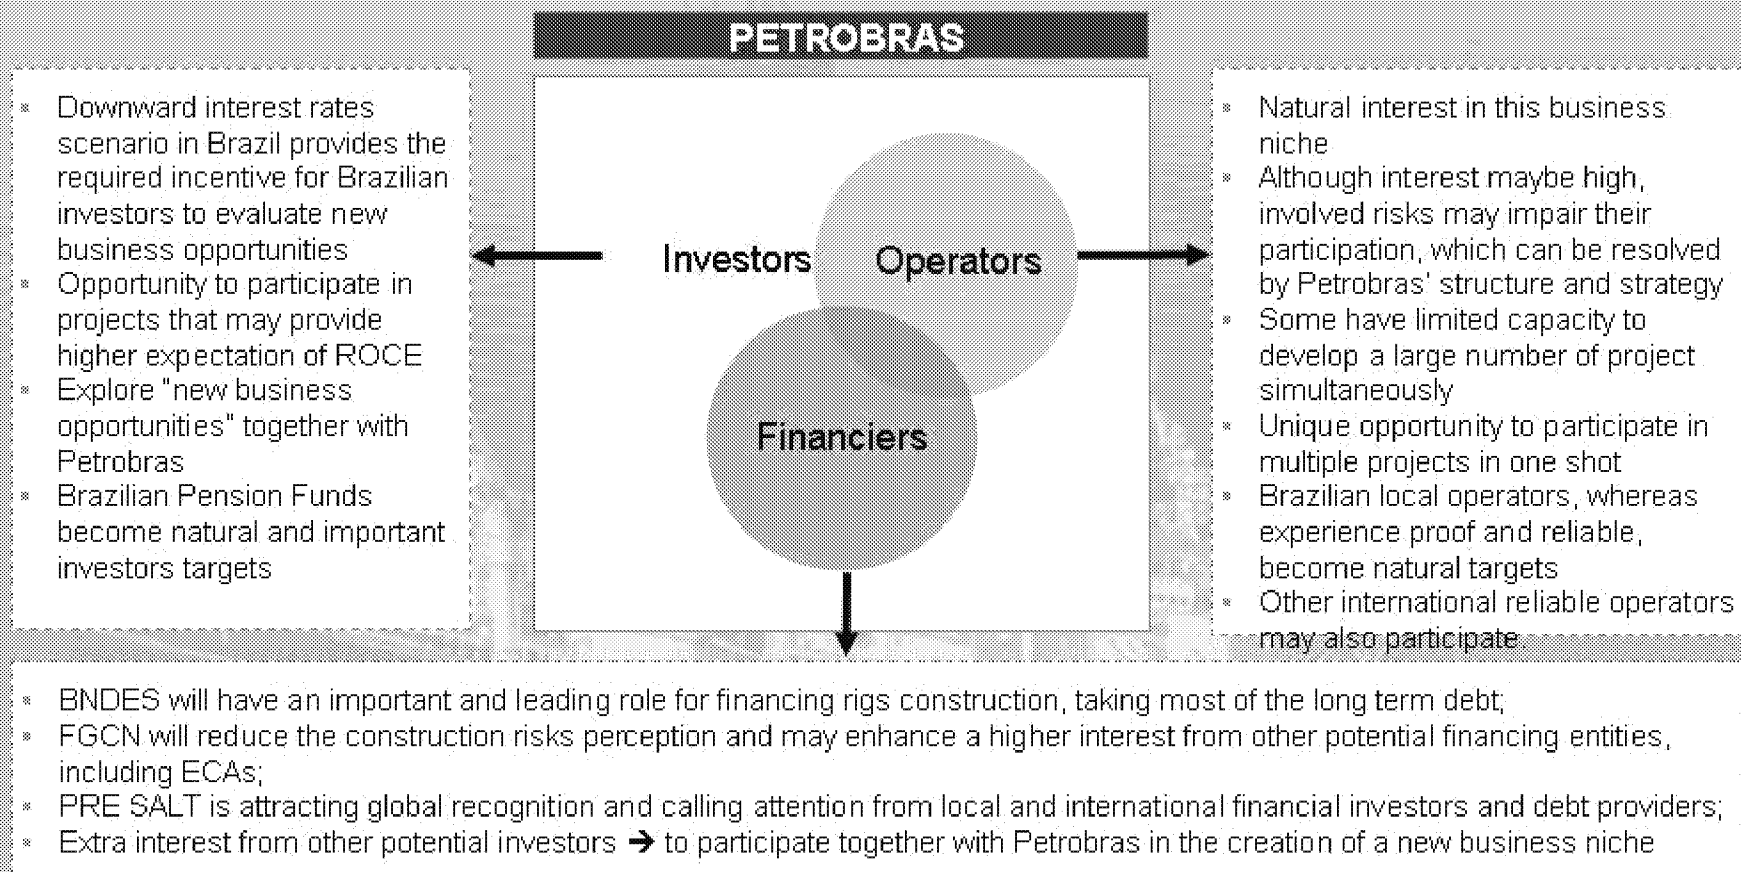 PETROBRAS
Downward interest rates
scenario in Brazil provides the
required incentive for Brazilian
investors to evaluate new
business opportunities
Opportunity to participate in
projects that may provide
higher expectation of ROCE
Explore "new business
opportunities" together with
Petrobras
Brazilian Pension Funds
become natural and important
investors targets
Investors
Operators
Financiers
Natural interest in this business
niche
Although interest maybe high,
involved risks may impair their
participation, which can be resolved
by Petrobras' structure and strategy
Some have limited capacity to
develop a large number of project
simultaneously
Unique opportunity to participate in
multiple projects in one shot
Brazilian local operators, whereas
experience proof and reliable,
become natural targets
Other international reliable operators
may also participate.
BNDES will have an important and leading role for financing rigs construction, taking most of the long term debt;
FGCN will reduce the construction risks perception and may enhance a higher interest from other potential financing entities,
including ECAs;
PRE SALT is attracting global recognition and calling attention from local and international financial investors and debt providers;
Extra interest from other potential investors ➔ to participate together with Petrobras in the creation of a new business niche